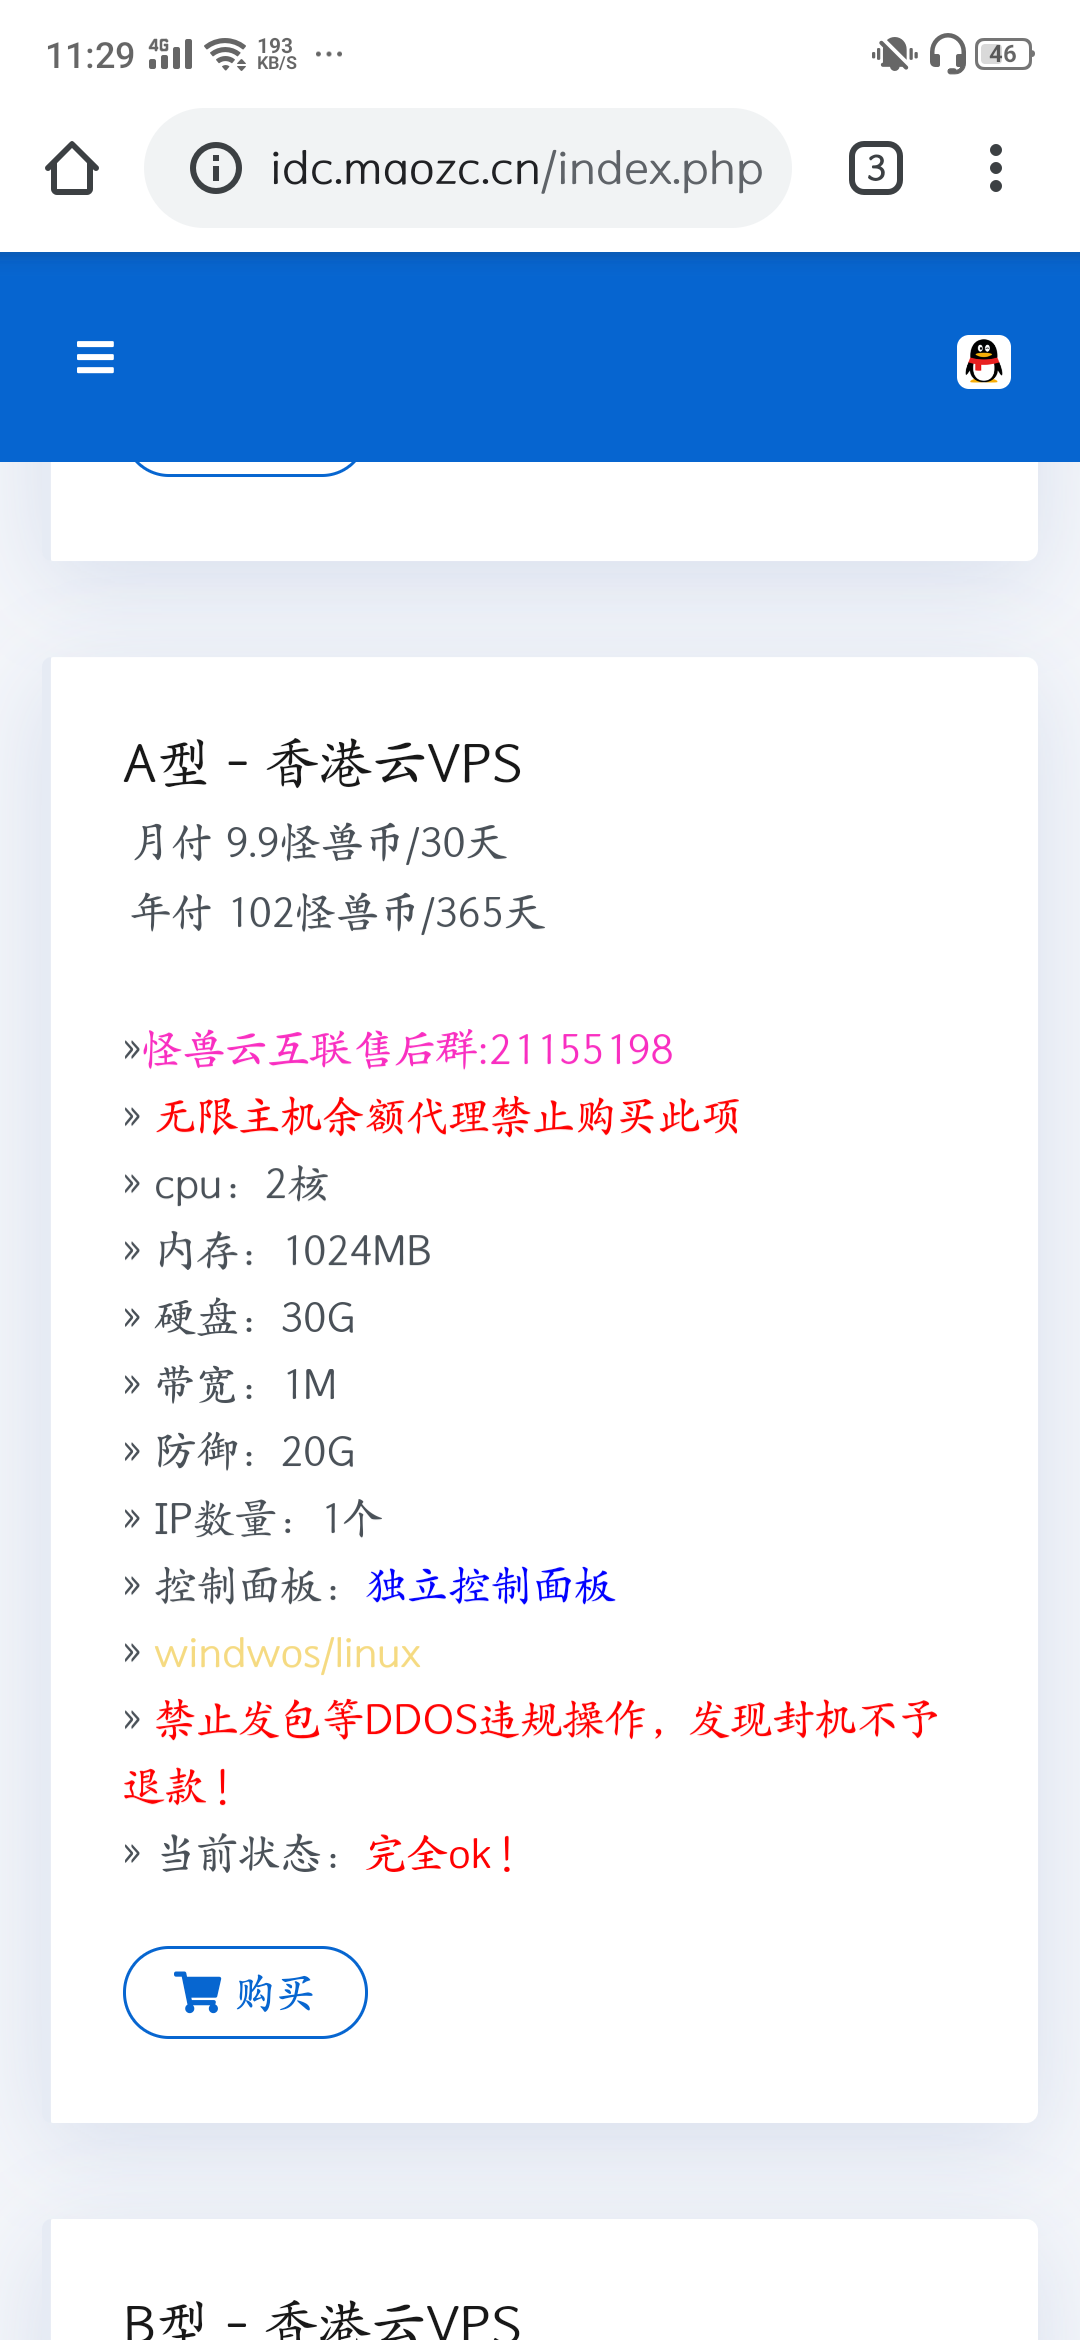 11:29 4G 193 KB/S ... 46
idc.maozc.cn/index.php 3
A型 - 香港云VPS
月付 9.9怪兽币/30天
年付 102怪兽币/365天
»怪兽云互联售后群:21155198
» 无限主机余额代理禁止购买此项
» cpu：2核
» 内存：1024MB
» 硬盘：30G
» 带宽：1M
» 防御：20G
» IP数量：1个
» 控制面板：独立控制面板
» windwos/linux
» 禁止发包等DDOS违规操作，发现封机不予
退款！
» 当前状态：完全ok！
购买
B型 - 香港云VPS